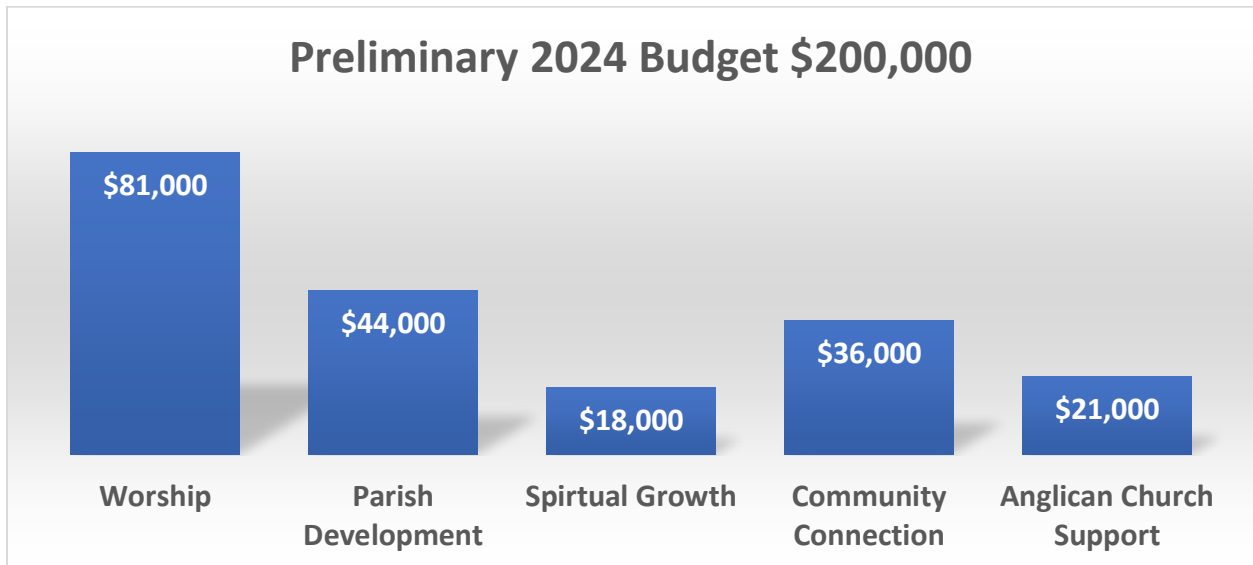 Preliminary 2024 Budget $200,000
$81,000
$44,000
$18,000
$36,000
$21,000
Worship
Parish
Development
Spirtual Growth
Community
Connection
Anglican Church
Support